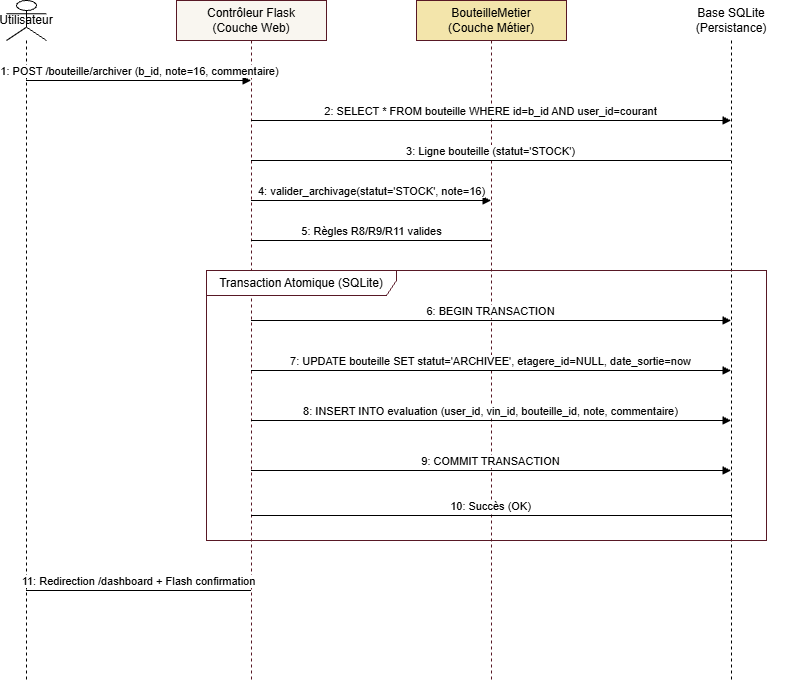 Utilisateur
Contrôleur Flask
(Couche Web)
BouteilleMetier
(Couche Métier)
Base SQLite
(Persistance)
1: POST /bouteille/archiver (b_id, note=16, commentaire)
2: SELECT * FROM bouteille WHERE id=b_id AND user_id=courant
3: Ligne bouteille (statut='STOCK')
4: valider_archivage(statut='STOCK', note=16)
5: Règles R8/R9/R11 valides
Transaction Atomique (SQLite)
6: BEGIN TRANSACTION
7: UPDATE bouteille SET statut='ARCHIVEE', etagere_id=NULL, date_sortie=now
8: INSERT INTO evaluation (user_id, vin_id, bouteille_id, note, commentaire)
9: COMMIT TRANSACTION
10: Succès (OK)
11: Redirection /dashboard + Flash confirmation